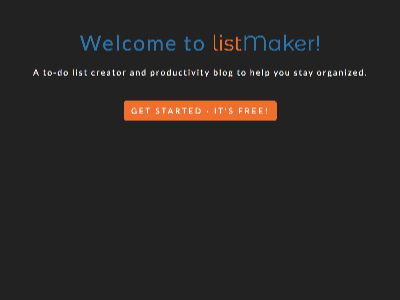 Welcome to listMaker!
A to-do list creator and productivity blog to help you stay organized.
GET STARTED · IT'S FREE!